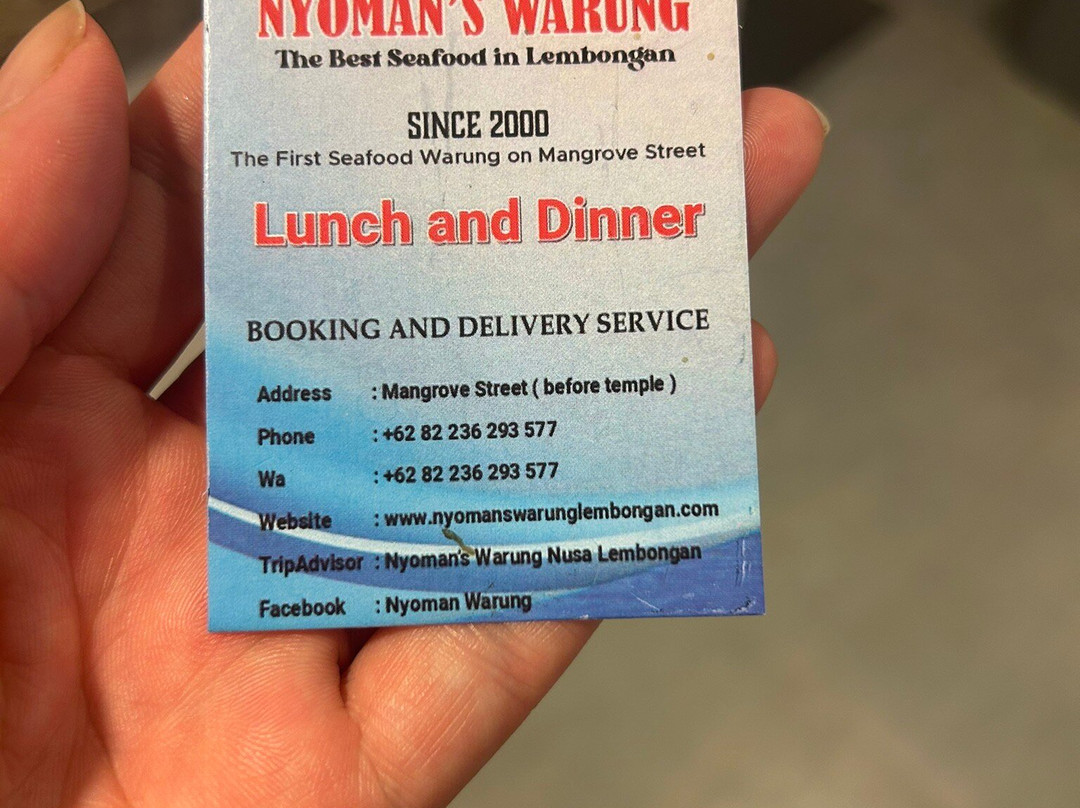 NYOMAN'S WARUNG
The Best Seafood in Lembongan
SINCE 2000
The First Seafood Warung on Mangrove Street
Lunch and Dinner
BOOKING AND DELIVERY SERVICE
Address : Mangrove Street ( before temple )
Phone : +62 82 236 293 577
Wa : +62 82 236 293 577
Website : www.nyomanswarunglembongan.com
TripAdvisor : Nyoman's Warung Nusa Lembongan
Facebook : Nyoman Warung